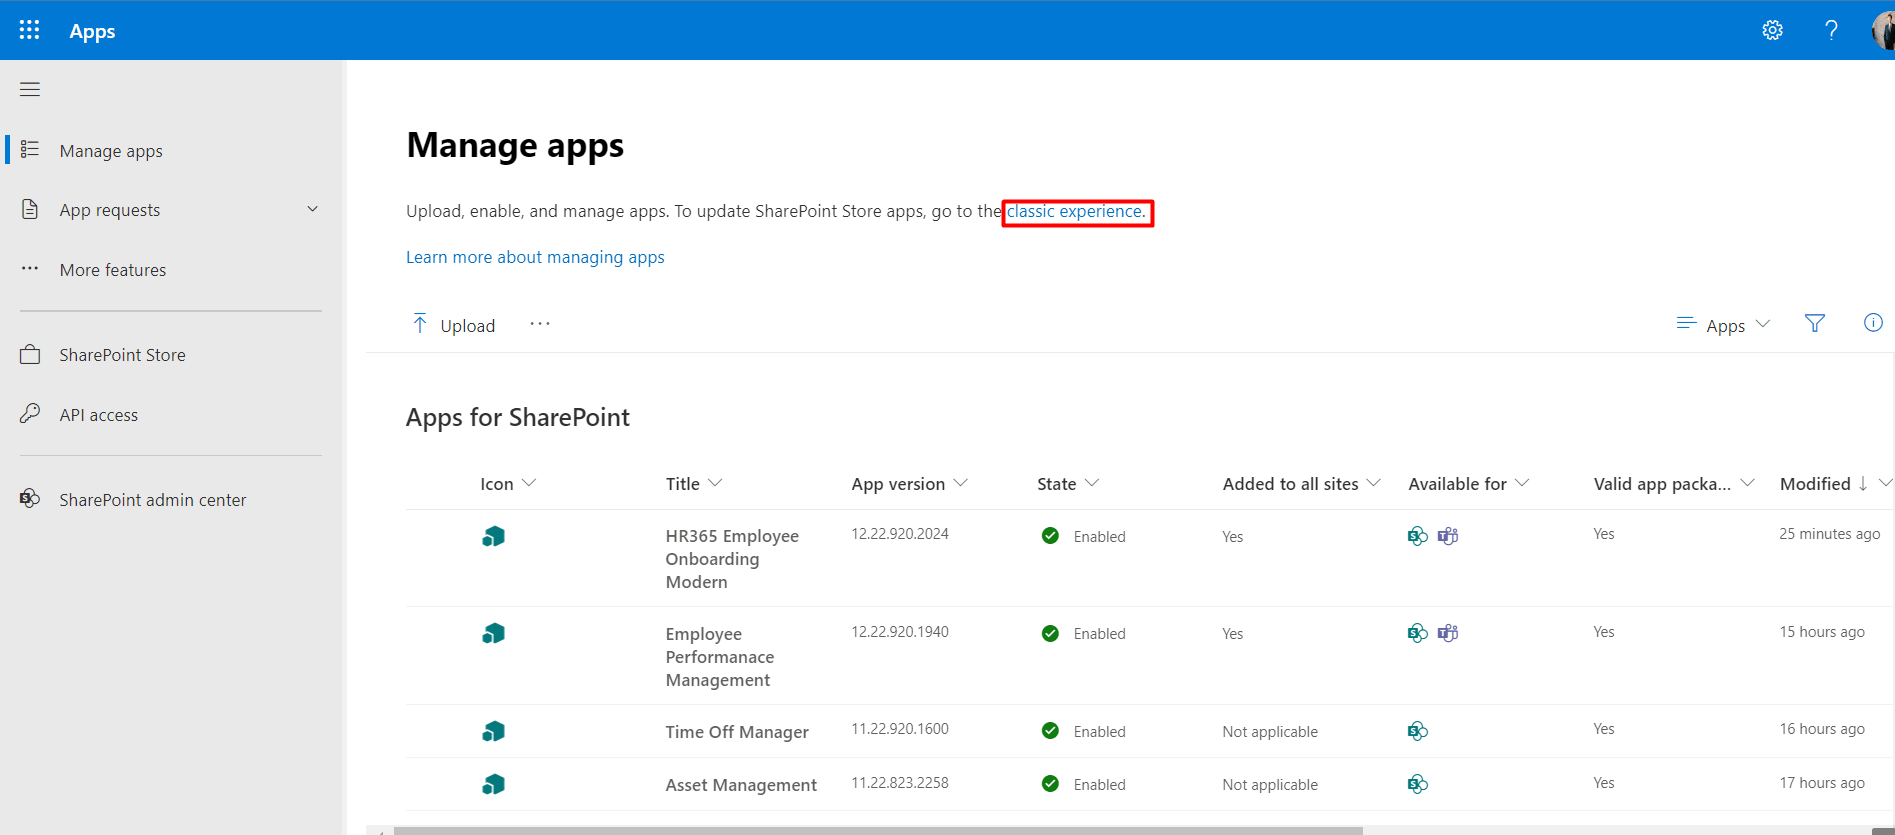 Apps
Manage apps
App requests
More features
SharePoint Store
API access
SharePoint admin center
Manage apps
Upload, enable, and manage apps. To update SharePoint Store apps, go to the classic experience.
Learn more about managing apps
Upload
Apps
Apps for SharePoint
Icon Title App version State Added to all sites Available for Valid app packa... Modified
HR365 Employee 12.22.920.2024 Enabled Yes Yes 25 minutes ago
Onboarding
Modern
Employee 12.22.920.1940 Enabled Yes Yes 15 hours ago
Performanace
Management
Time Off Manager 11.22.920.1600 Enabled Not applicable Yes 16 hours ago
Asset Management 11.22.823.2258 Enabled Not applicable Yes 17 hours ago